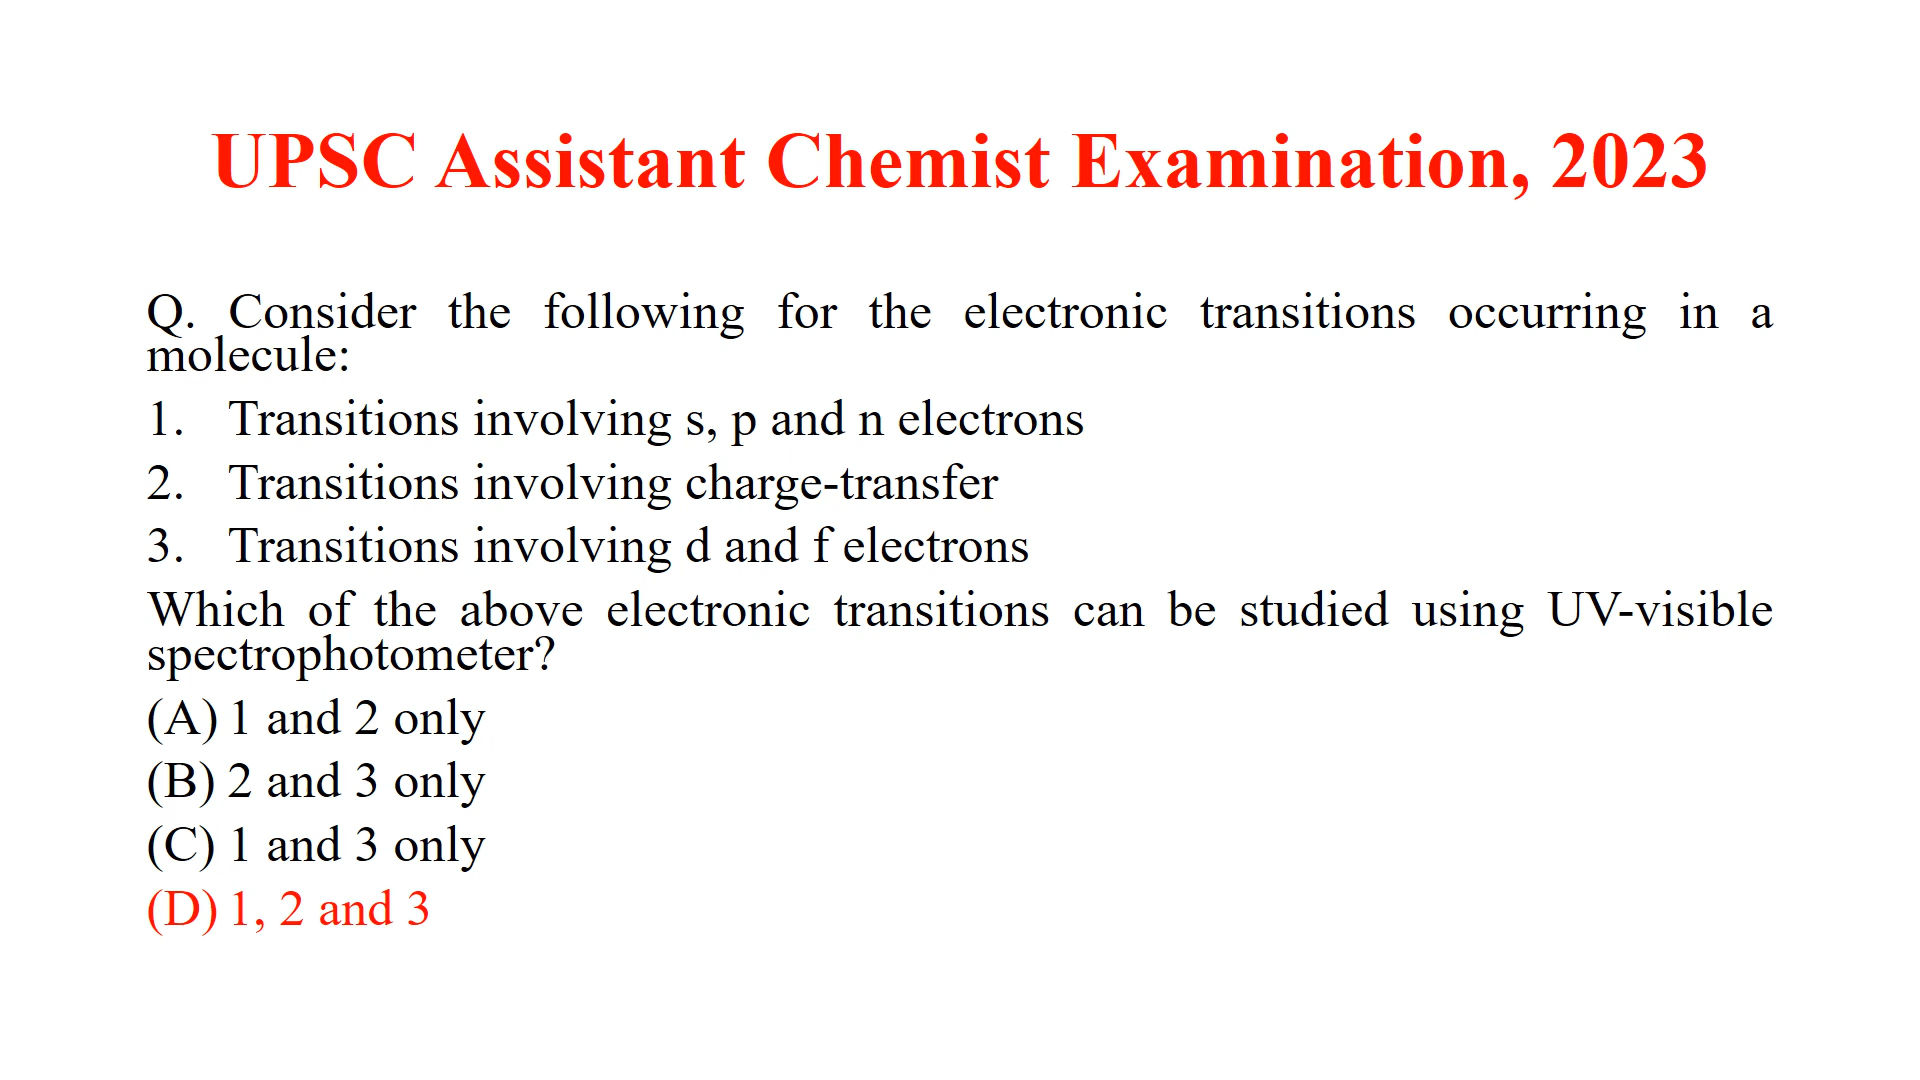 UPSC Assistant Chemist Examination, 2023
Q. Consider the following for the electronic transitions occurring in a
molecule:
1. Transitions involving s, p and n electrons
2. Transitions involving charge-transfer
3. Transitions involving d and f electrons
Which of the above electronic transitions can be studied using UV-visible
spectrophotometer?
(A) 1 and 2 only
(B) 2 and 3 only
(C) 1 and 3 only
(D) 1, 2 and 3